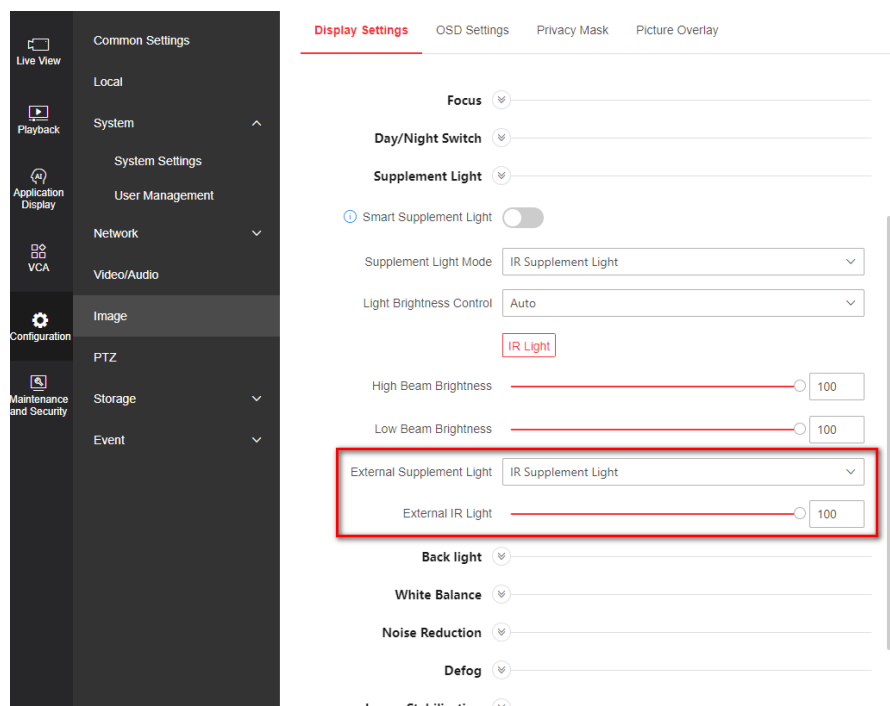 Live View
Playback
AI
Application
Display
VCA
Configuration
Maintenance
and Security
Common Settings
Local
System
System Settings
User Management
Network
Video/Audio
Image
PTZ
Storage
Event
Display Settings OSD Settings Privacy Mask Picture Overlay
Focus
Day/Night Switch
Supplement Light
Smart Supplement Light
Supplement Light Mode IR Supplement Light
Light Brightness Control Auto
IR Light
High Beam Brightness 100
Low Beam Brightness 100
External Supplement Light IR Supplement Light
External IR Light 100
Back light
White Balance
Noise Reduction
Defog